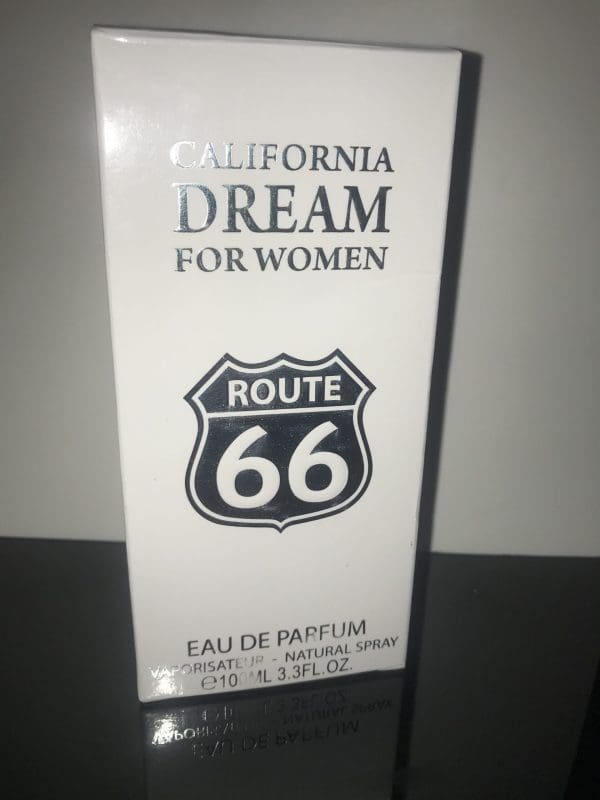 CALIFORNIA
DREAM
FOR WOMEN
ROUTE
66
EAU DE PARFUM
VAPORISATEUR - NATURAL SPRAY
℮100ML 3.3FL.OZ.